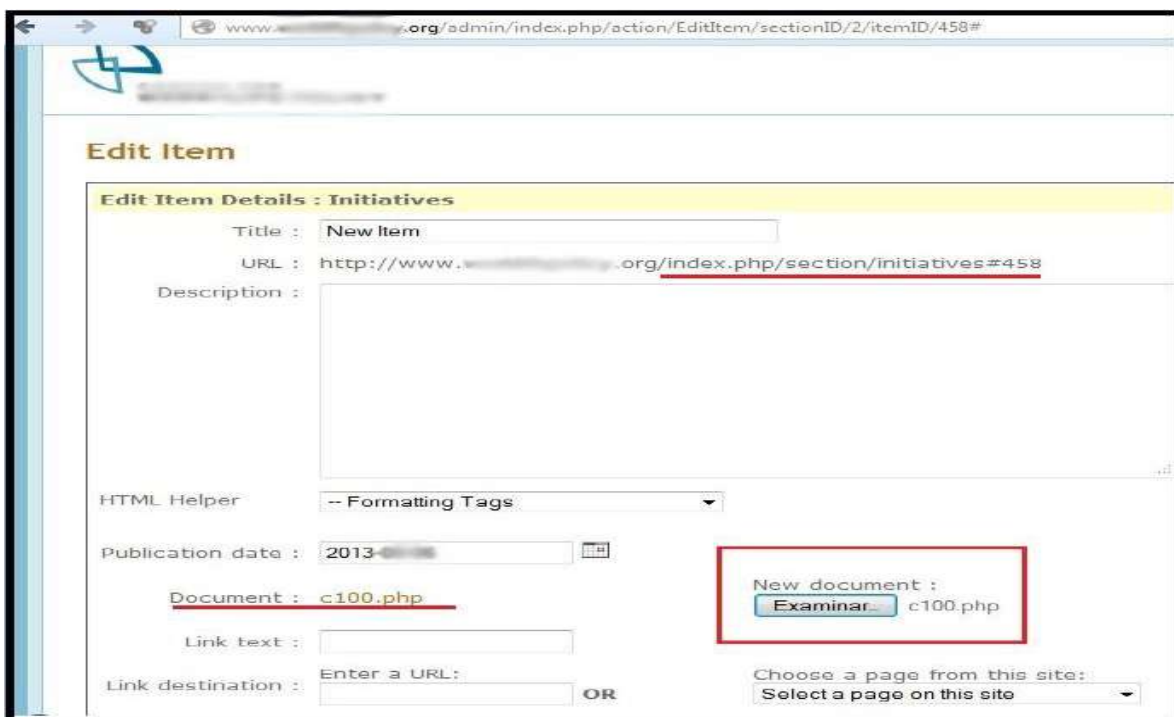 www. .org/admin/index.php/action/EditItem/sectionID/2/itemID/458#
Edit Item
Edit Item Details : Initiatives
Title : New Item
URL : http://www. .org/index.php/section/initiatives#458
Description :
HTML Helper -- Formatting Tags
Publication date : 2013-
New document :
Document : c100.php Examinar... c100.php
Link text :
Enter a URL: Choose a page from this site:
Link destination : OR Select a page on this site